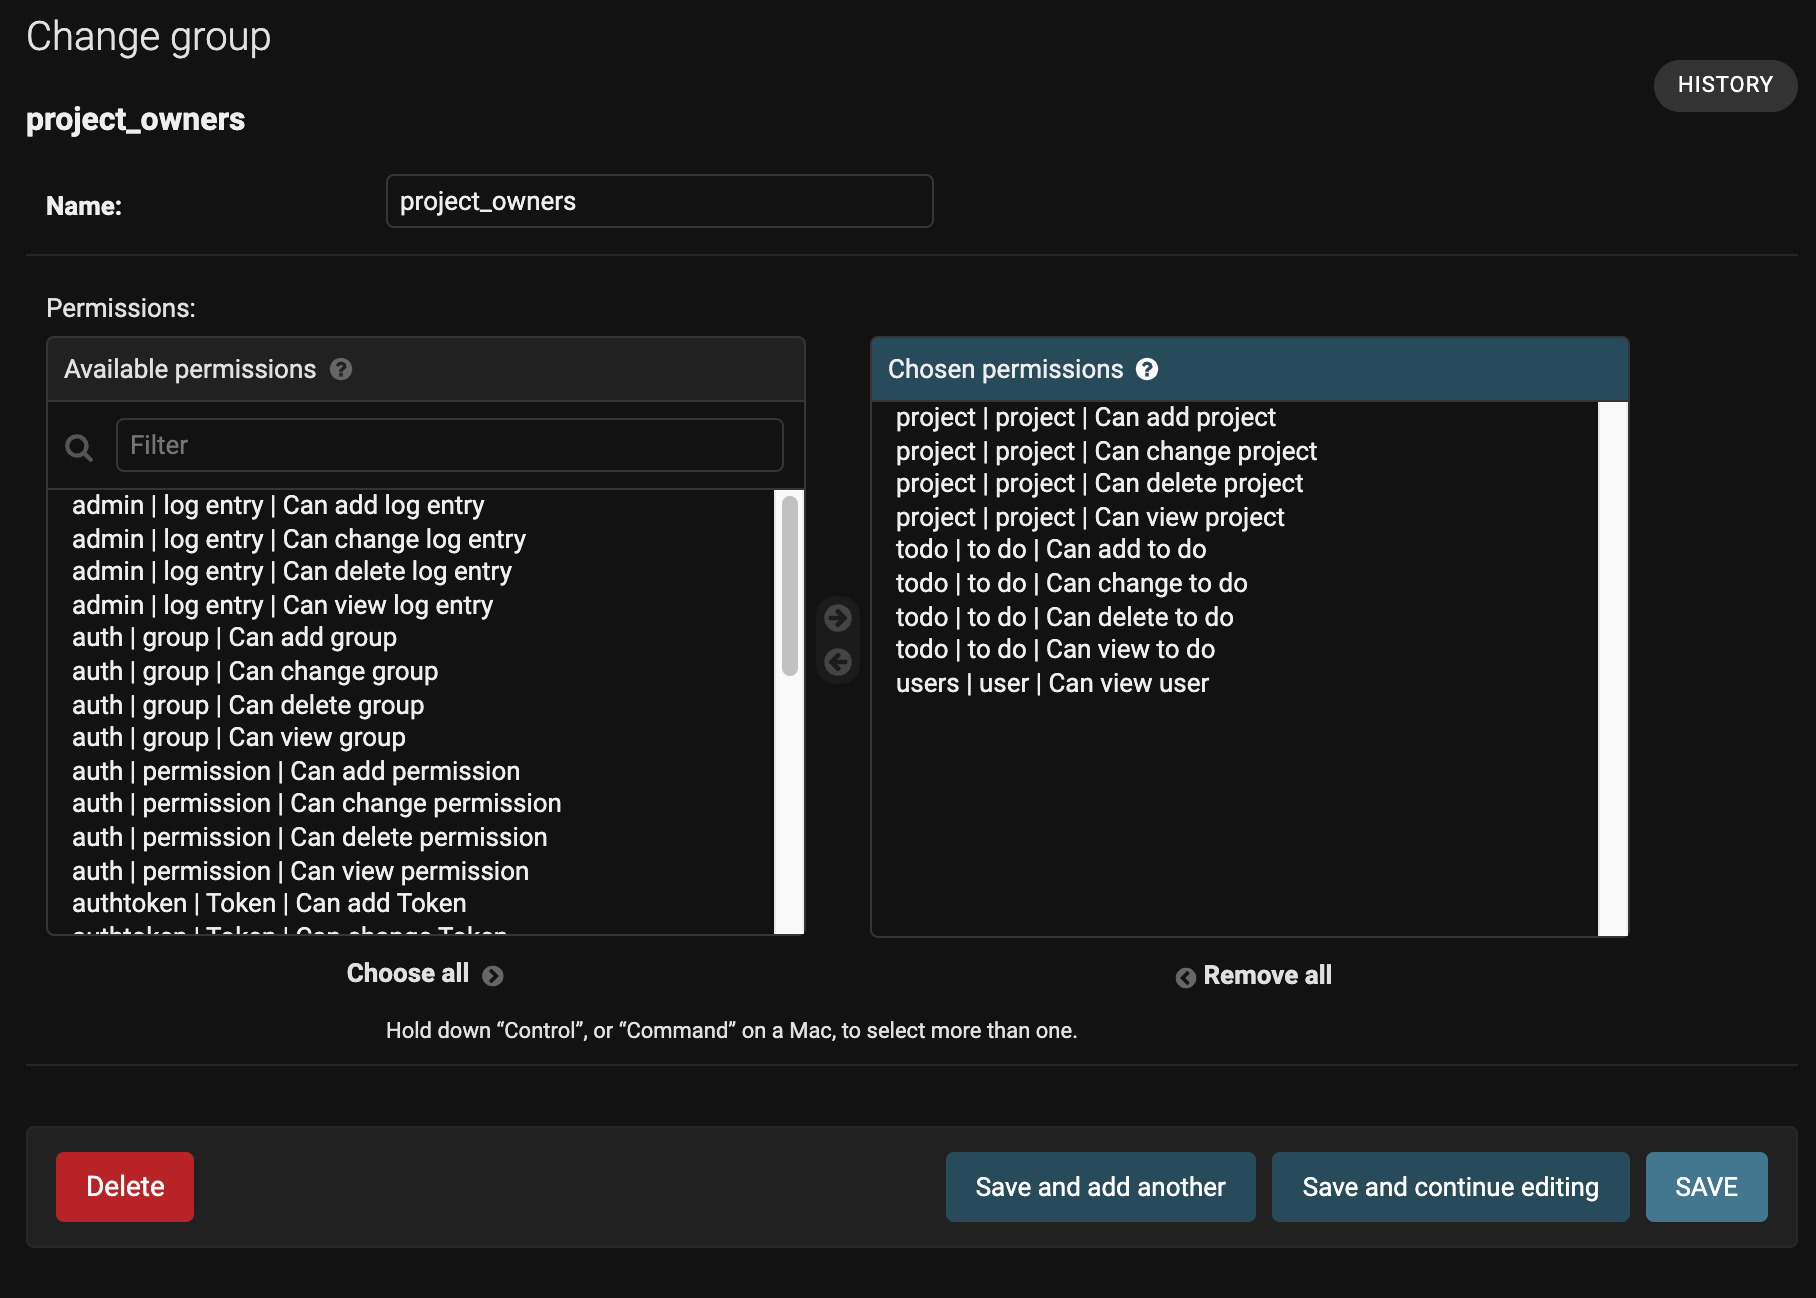 Change group
HISTORY
project_owners
Name:
project_owners
Permissions:
Available permissions ?
Filter
admin | log entry | Can add log entry
admin | log entry | Can change log entry
admin | log entry | Can delete log entry
admin | log entry | Can view log entry
auth | group | Can add group
auth | group | Can change group
auth | group | Can delete group
auth | group | Can view group
auth | permission | Can add permission
auth | permission | Can change permission
auth | permission | Can delete permission
auth | permission | Can view permission
authtoken | Token | Can add Token
authtoken | Token | Can change Token
Choose all
Chosen permissions ?
project | project | Can add project
project | project | Can change project
project | project | Can delete project
project | project | Can view project
todo | to do | Can add to do
todo | to do | Can change to do
todo | to do | Can delete to do
todo | to do | Can view to do
users | user | Can view user
Remove all
Hold down “Control”, or “Command” on a Mac, to select more than one.
Delete
Save and add another
Save and continue editing
SAVE